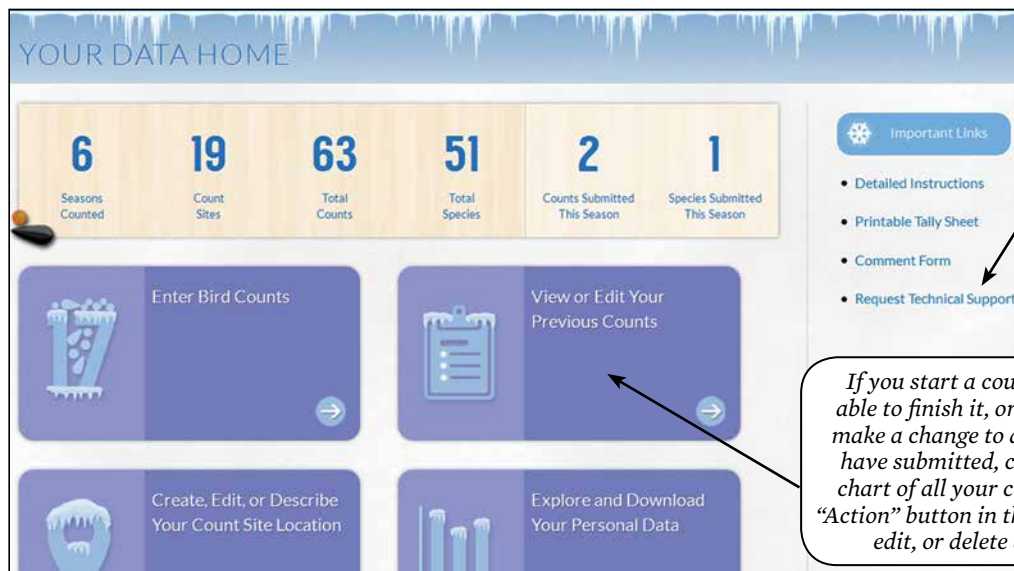 YOUR DATA HOME
6
Seasons
Counted
19
Count
Sites
63
Total
Counts
51
Total
Species
2
Counts Submitted
This Season
1
Species Submitted
This Season
Important Links
• Detailed Instructions
• Printable Tally Sheet
• Comment Form
• Request Technical Support
Enter Bird Counts
17
View or Edit Your
Previous Counts
Create, Edit, or Describe
Your Count Site Location
Explore and Download
Your Personal Data
If you start a cou
able to finish it, or
make a change to a
have submitted, c
chart of all your c
“Action” button in th
edit, or delete